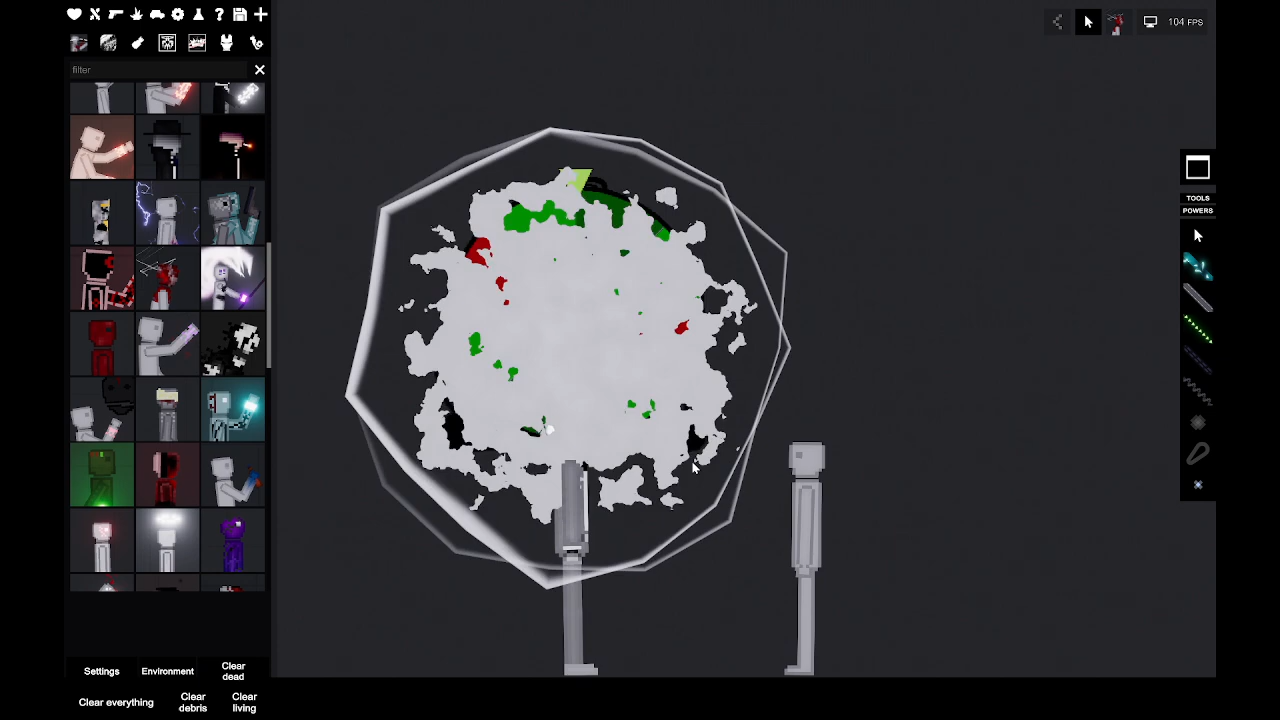 104 FPS
filter
TOOLS
POWERS
Settings
Environment
Clear
dead
Clear everything
Clear
debris
Clear
living